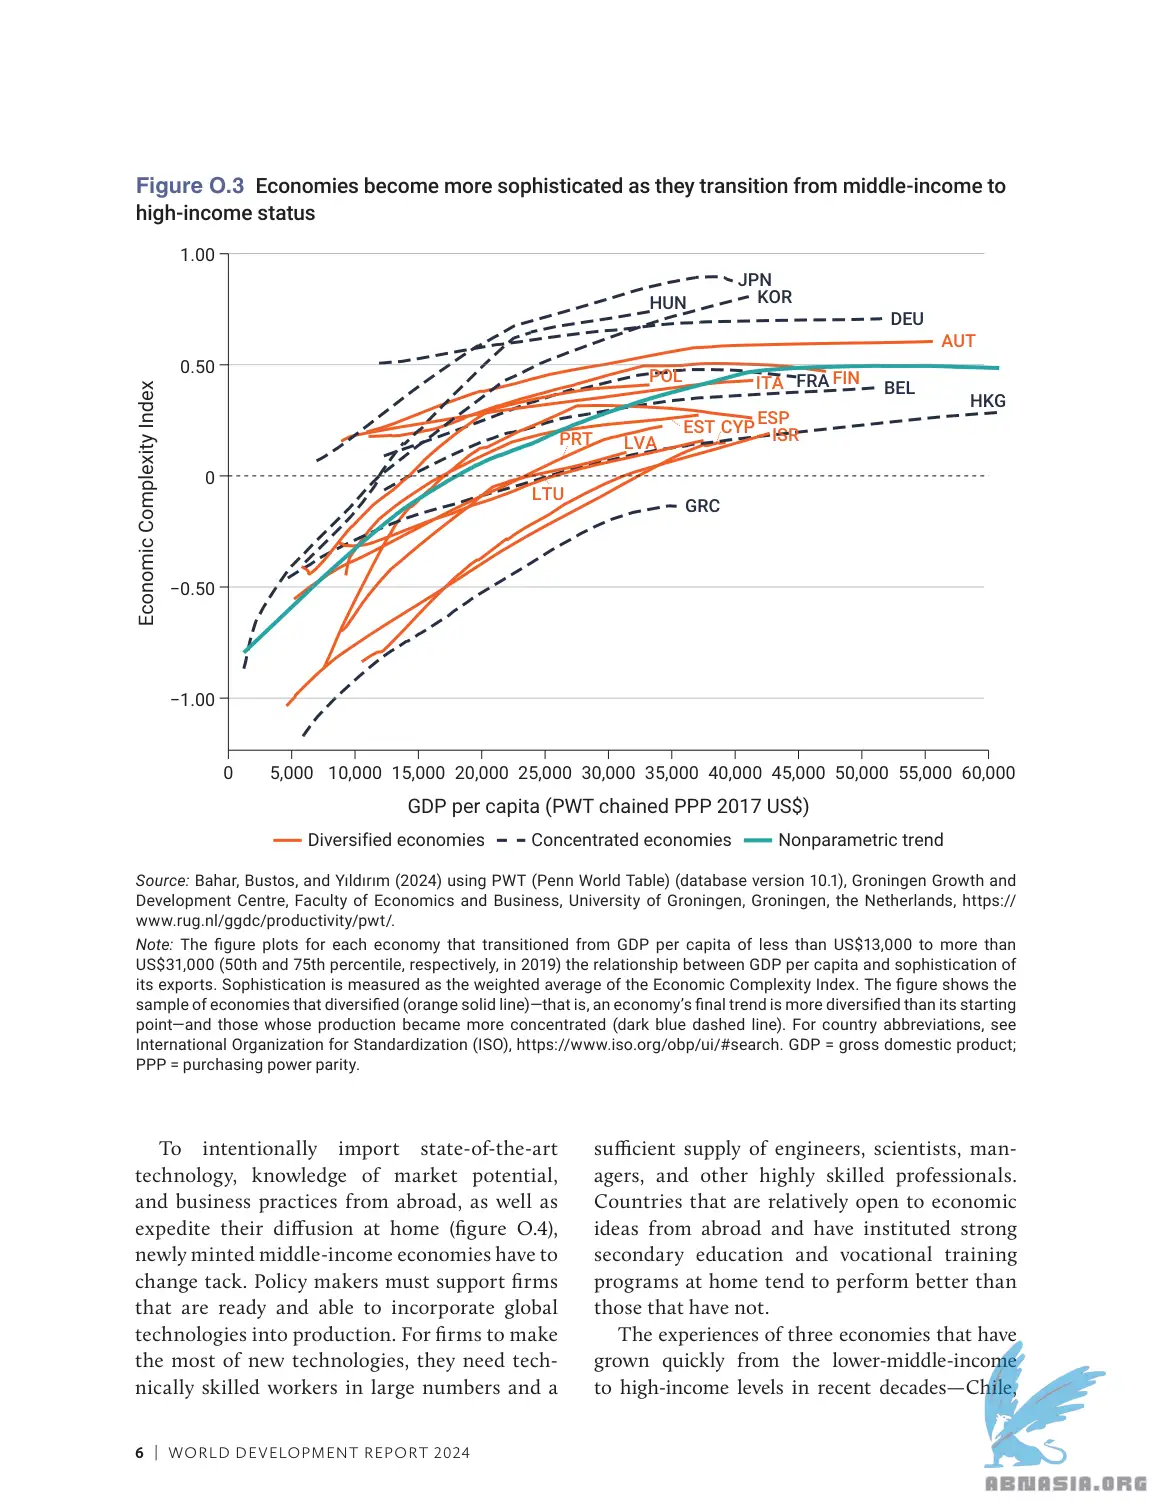 Figure O.3 Economies become more sophisticated as they transition from middle-income to
high-income status
1.00
0.50
0
−0.50
−1.00
Economic Complexity Index
JPN
KOR
HUN
DEU
AUT
POL
ITA
FRA
FIN
BEL
HKG
ESP
EST
CYP
ISR
PRT
LVA
LTU
GRC
0 5,000 10,000 15,000 20,000 25,000 30,000 35,000 40,000 45,000 50,000 55,000 60,000
GDP per capita (PWT chained PPP 2017 US$)
Diversified economies Concentrated economies Nonparametric trend
Source: Bahar, Bustos, and Yıldırım (2024) using PWT (Penn World Table) (database version 10.1), Groningen Growth and
Development Centre, Faculty of Economics and Business, University of Groningen, Groningen, the Netherlands, https://
www.rug.nl/ggdc/productivity/pwt/.
Note: The figure plots for each economy that transitioned from GDP per capita of less than US$13,000 to more than
US$31,000 (50th and 75th percentile, respectively, in 2019) the relationship between GDP per capita and sophistication of
its exports. Sophistication is measured as the weighted average of the Economic Complexity Index. The figure shows the
sample of economies that diversified (orange solid line)—that is, an economy’s final trend is more diversified than its starting
point—and those whose production became more concentrated (dark blue dashed line). For country abbreviations, see
International Organization for Standardization (ISO), https://www.iso.org/obp/ui/#search. GDP = gross domestic product;
PPP = purchasing power parity.
To intentionally import state-of-the-art
technology, knowledge of market potential,
and business practices from abroad, as well as
expedite their diffusion at home (figure O.4),
newly minted middle-income economies have to
change tack. Policy makers must support firms
that are ready and able to incorporate global
technologies into production. For firms to make
the most of new technologies, they need tech-
nically skilled workers in large numbers and a
sufficient supply of engineers, scientists, man-
agers, and other highly skilled professionals.
Countries that are relatively open to economic
ideas from abroad and have instituted strong
secondary education and vocational training
programs at home tend to perform better than
those that have not.
The experiences of three economies that have
grown quickly from the lower-middle-income
to high-income levels in recent decades—Chile,
6 | WORLD DEVELOPMENT REPORT 2024
ABNASIA.ORG